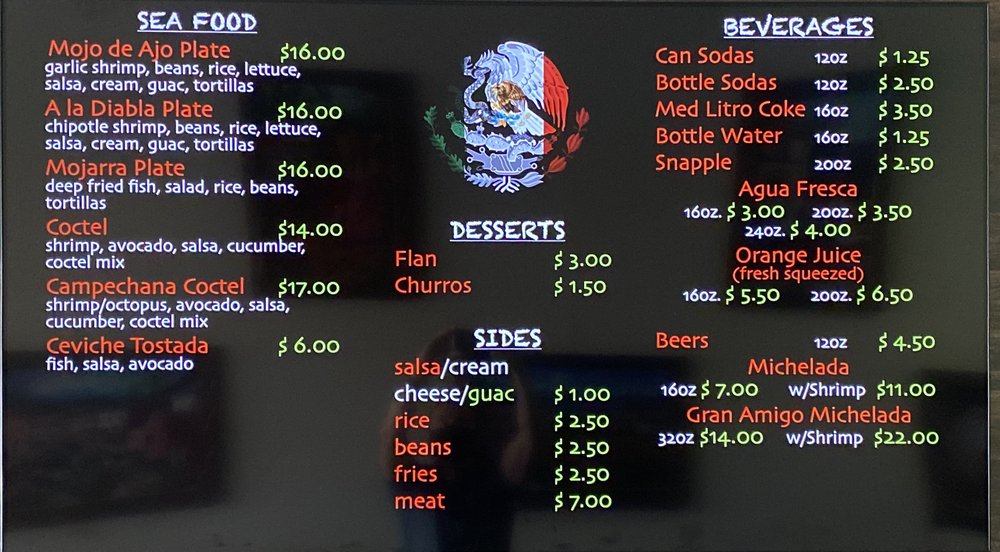 SEA FOOD
Mojo de Ajo Plate $16.00
garlic shrimp, beans, rice, lettuce,
salsa, cream, guac, tortillas
A la Diabla Plate $16.00
chipotle shrimp, beans, rice, lettuce,
salsa, cream, guac, tortillas
Mojarra Plate $16.00
deep fried fish, salad, rice, beans,
tortillas
Coctel $14.00
shrimp, avocado, salsa, cucumber,
coctel mix
Campechana Coctel $17.00
shrimp/octopus, avocado, salsa,
cucumber, coctel mix
Ceviche Tostada $ 6.00
fish, salsa, avocado
DESSERTS
Flan $ 3.00
Churros $ 1.50
SIDES
salsa/cream
cheese/guac $ 1.00
rice $ 2.50
beans $ 2.50
fries $ 2.50
meat $ 7.00
BEVERAGES
Can Sodas 12oz $ 1.25
Bottle Sodas 12oz $ 2.50
Med Litro Coke 16oz $ 3.50
Bottle Water 16oz $ 1.25
Snapple 20oz $ 2.50
Agua Fresca
16oz. $ 3.00 20oz. $ 3.50
24oz. $ 4.00
Orange Juice
(fresh squeezed)
16oz. $ 5.50 20oz. $ 6.50
Beers 12oz $ 4.50
Michelada
16oz $ 7.00 w/Shrimp $11.00
Gran Amigo Michelada
32oz $14.00 w/Shrimp $22.00